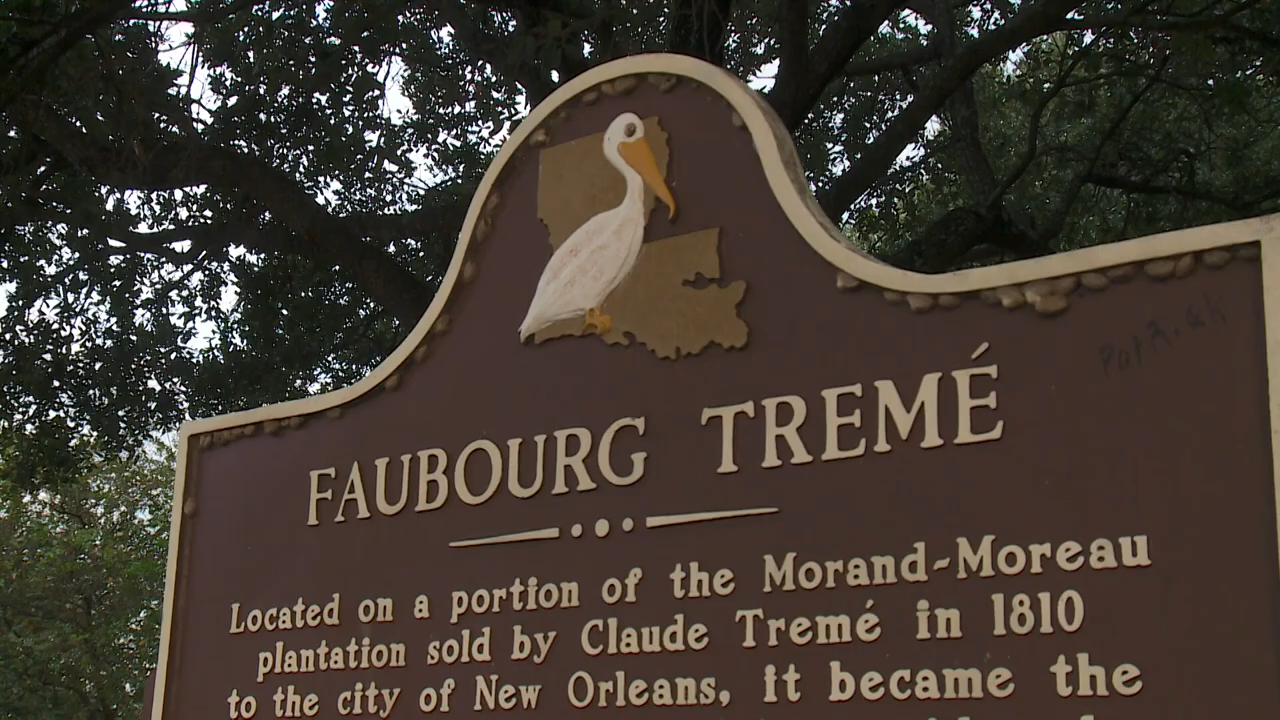 FAUBOURG TREMÉ
Located on a portion of the Morand-Moreau
plantation sold by Claude Tremé in 1810
to the city of New Orleans, it became the